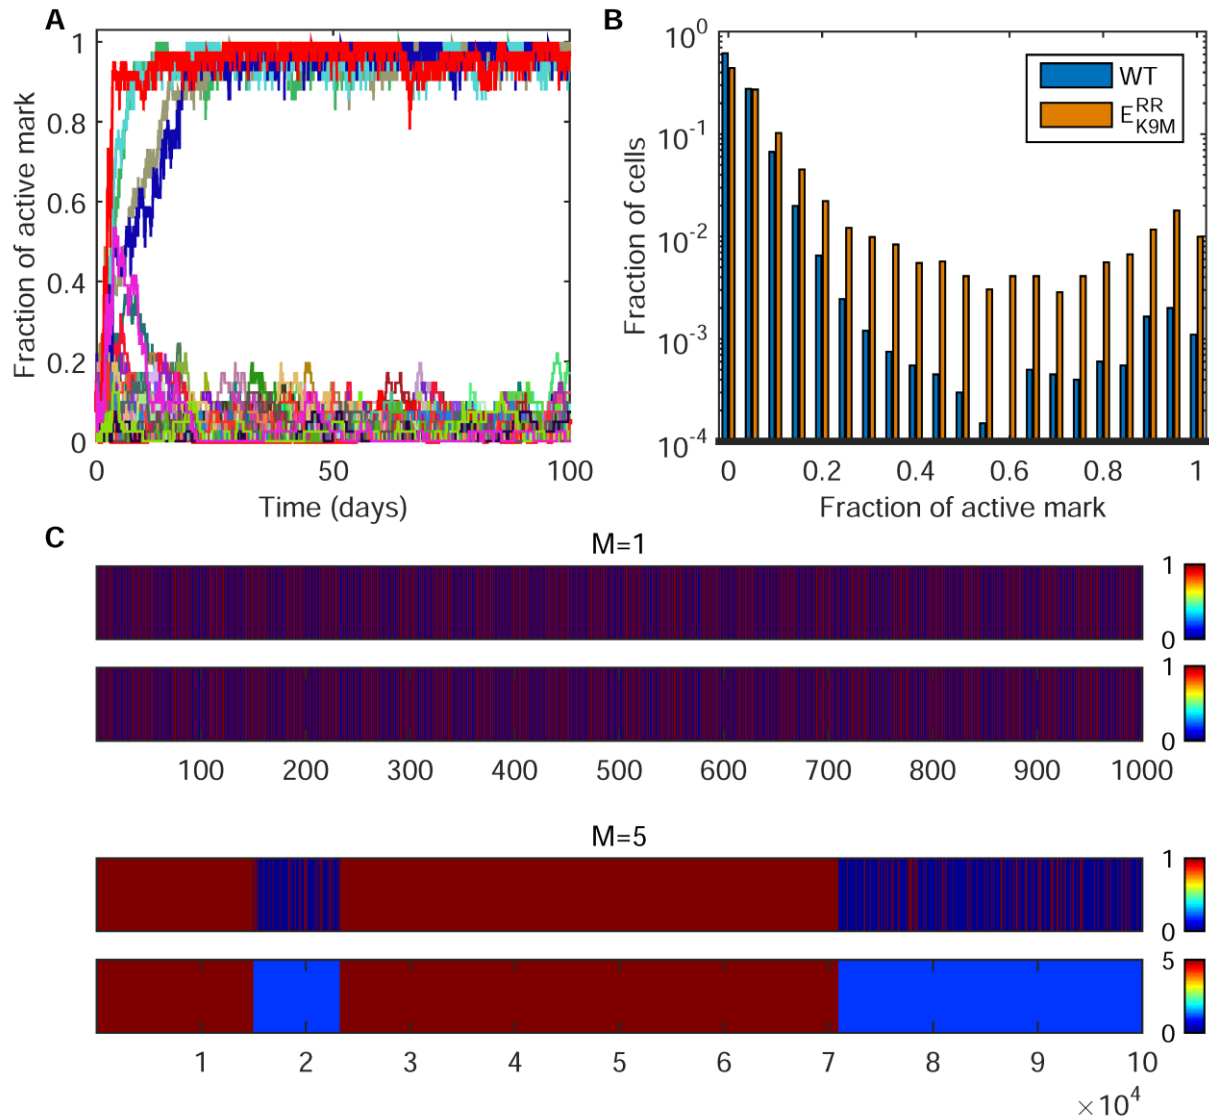 A
Fraction of active mark
1
0.8
0.6
0.4
0.2
0
0 50 100
Time (days)
B
Fraction of cells
10^0
10^-1
10^-2
10^-3
10^-4
WT
E^RR_K9M
0 0.2 0.4 0.6 0.8 1
Fraction of active mark
C
M=1
1
0
1
0
100 200 300 400 500 600 700 800 900 1000
M=5
1
0
5
0
1 2 3 4 5 6 7 8 9 10
×10^4